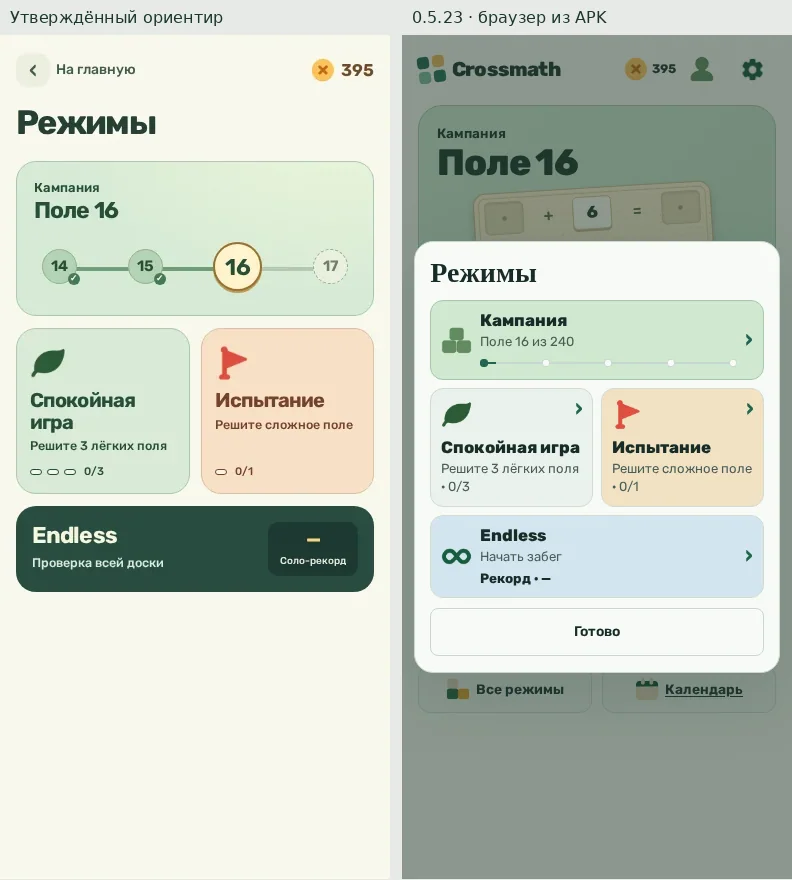 Утверждённый ориентир
На главную
395
Режимы
Кампания
Поле 16
14
15
16
17
Спокойная
игра
Решите 3 лёгких поля
0/3
Испытание
Решите сложное поле
0/1
Endless
Проверка всей доски
–
Соло-рекорд
0.5.23 · браузер из APK
Crossmath
395
Кампания
Поле 16
+ 6 =
Режимы
Кампания
Поле 16 из 240
Спокойная игра
Решите 3 лёгких поля
• 0/3
Испытание
Решите сложное поле
• 0/1
Endless
Начать забег
Рекорд • —
Готово
Все режимы
Календарь